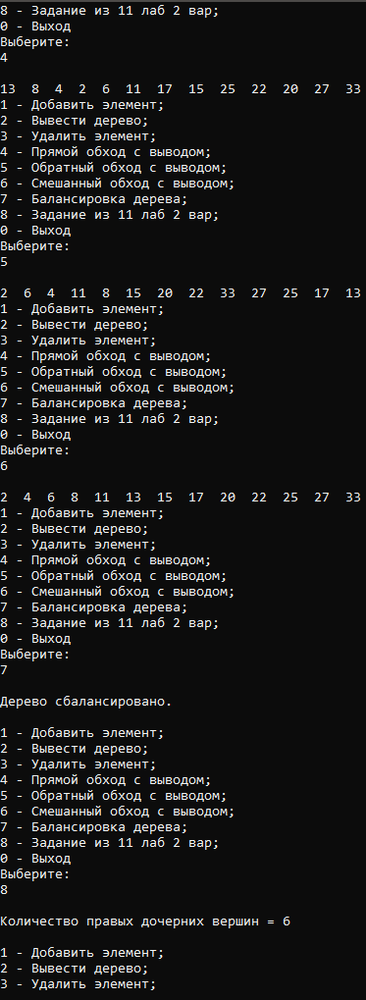 8 - Задание из 11 лаб 2 вар;
0 - Выход
Выберите:
4
13 8 4 2 6 11 17 15 25 22 20 27 33
1 - Добавить элемент;
2 - Вывести дерево;
3 - Удалить элемент;
4 - Прямой обход с выводом;
5 - Обратный обход с выводом;
6 - Смешанный обход с выводом;
7 - Балансировка дерева;
8 - Задание из 11 лаб 2 вар;
0 - Выход
Выберите:
5
2 6 4 11 8 15 20 22 33 27 25 17 13
1 - Добавить элемент;
2 - Вывести дерево;
3 - Удалить элемент;
4 - Прямой обход с выводом;
5 - Обратный обход с выводом;
6 - Смешанный обход с выводом;
7 - Балансировка дерева;
8 - Задание из 11 лаб 2 вар;
0 - Выход
Выберите:
6
2 4 6 8 11 13 15 17 20 22 25 27 33
1 - Добавить элемент;
2 - Вывести дерево;
3 - Удалить элемент;
4 - Прямой обход с выводом;
5 - Обратный обход с выводом;
6 - Смешанный обход с выводом;
7 - Балансировка дерева;
8 - Задание из 11 лаб 2 вар;
0 - Выход
Выберите:
7
Дерево сбалансировано.
1 - Добавить элемент;
2 - Вывести дерево;
3 - Удалить элемент;
4 - Прямой обход с выводом;
5 - Обратный обход с выводом;
6 - Смешанный обход с выводом;
7 - Балансировка дерева;
8 - Задание из 11 лаб 2 вар;
0 - Выход
Выберите:
8
Количество правых дочерних вершин = 6
1 - Добавить элемент;
2 - Вывести дерево;
3 - Удалить элемент;